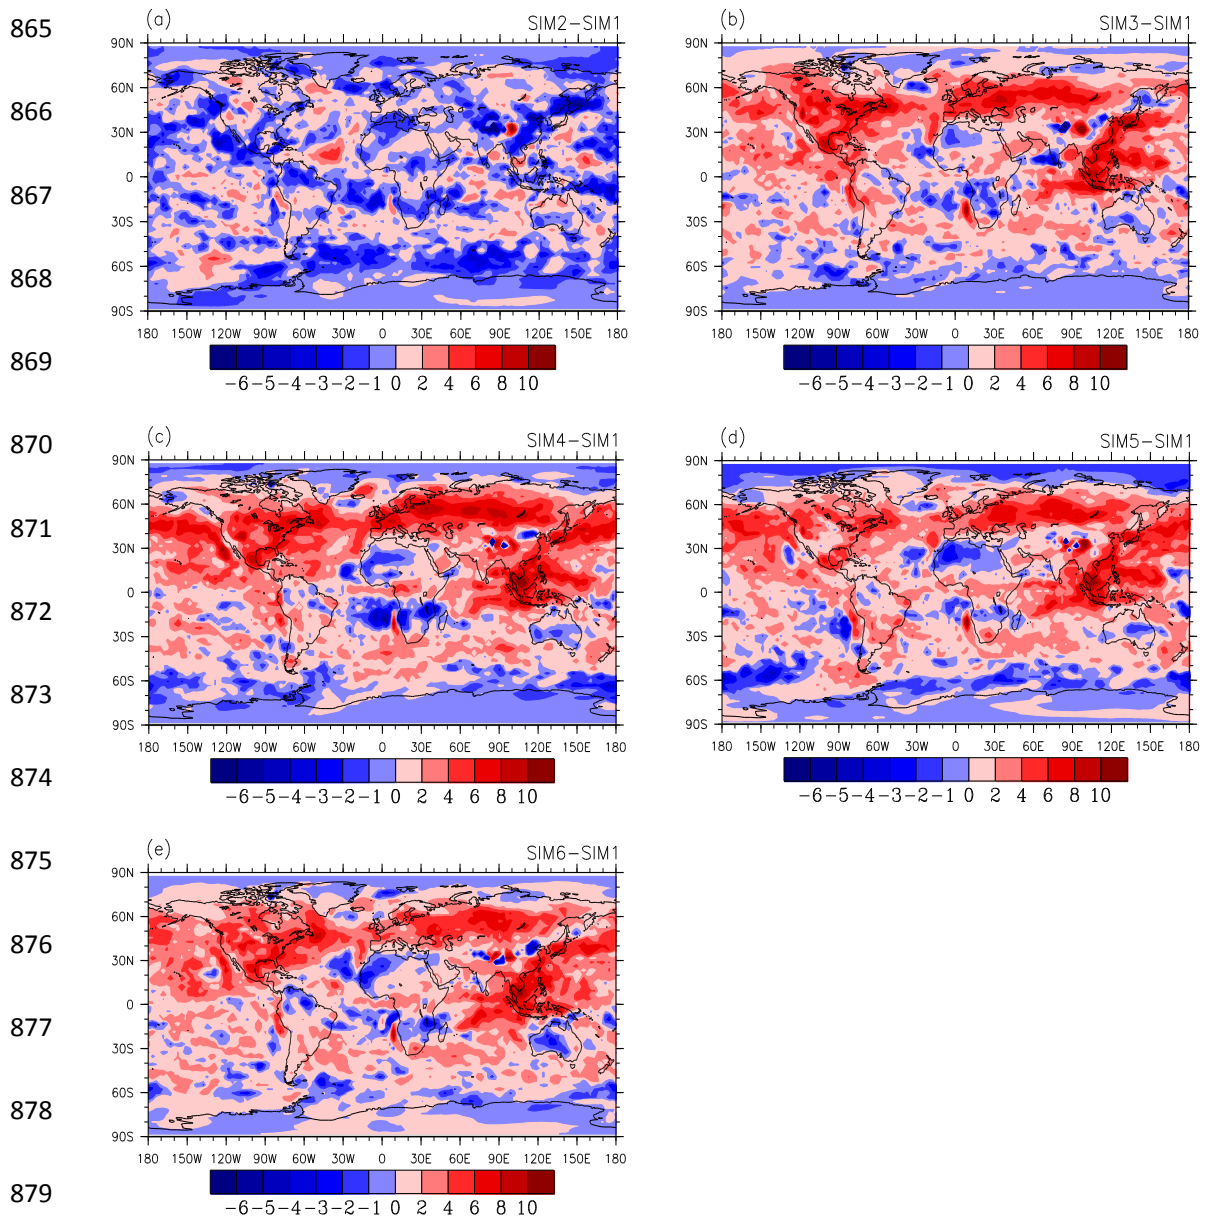 865
(a) SIM2-SIM1 (b) SIM3-SIM1
90N 90N
60N 60N
866
30N 30N
0 0
867
30S 30S
868
60S 60S
90S 90S
180 150W 120W 90W 60W 30W 0 30E 60E 90E 120E 150E 180 180 150W 120W 90W 60W 30W 0 30E 60E 90E 120E 150E 180
869
-6 -5 -4 -3 -2 -1 0 2 4 6 8 10 -6 -5 -4 -3 -2 -1 0 2 4 6 8 10
870
(c) SIM4-SIM1 (d) SIM5-SIM1
90N 90N
60N 60N
871
30N 30N
0 0
872
30S 30S
60S 60S
873
90S 90S
180 150W 120W 90W 60W 30W 0 30E 60E 90E 120E 150E 180 180 150W 120W 90W 60W 30W 0 30E 60E 90E 120E 150E 180
874
-6 -5 -4 -3 -2 -1 0 2 4 6 8 10 -6 -5 -4 -3 -2 -1 0 2 4 6 8 10
875
(e) SIM6-SIM1
90N
60N
876
30N
0
877
30S
60S
878
90S
180 150W 120W 90W 60W 30W 0 30E 60E 90E 120E 150E 180
879
-6 -5 -4 -3 -2 -1 0 2 4 6 8 10